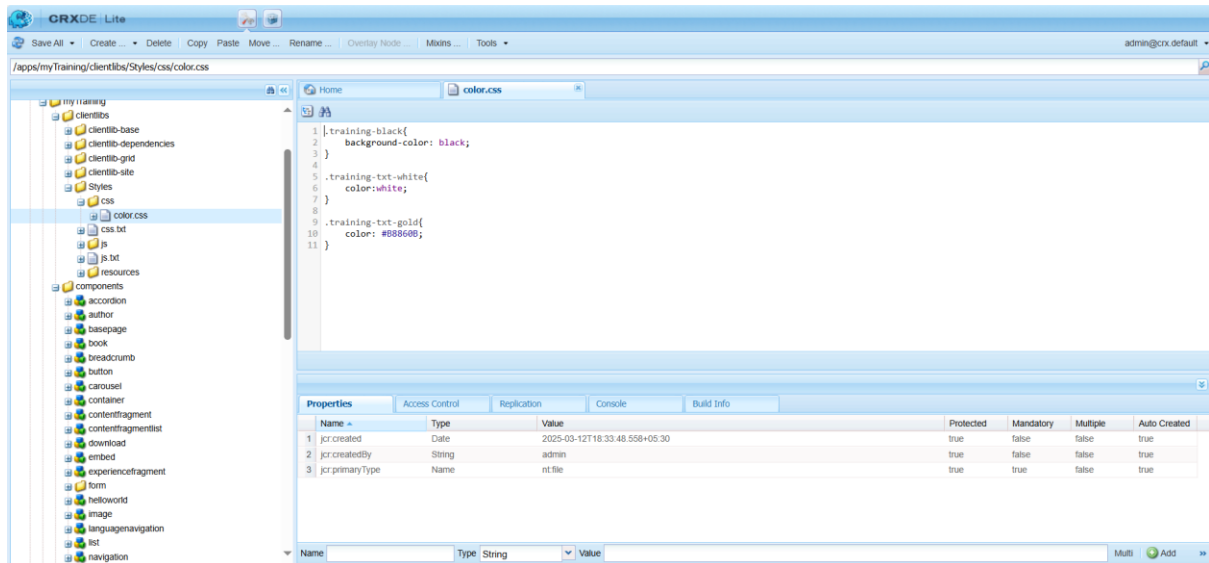 CRXDE Lite
Save All Create ... Delete Copy Paste Move ... Rename ... Overlay Node ... Mixins ... Tools admin@crx.default
/apps/myTraining/clientlibs/Styles/css/color.css
myTraining
clientlibs
clientlib-base
clientlib-dependencies
clientlib-grid
clientlib-site
Styles
css
color.css
css.txt
js
js.txt
resources
components
accordion
author
basepage
book
breadcrumb
button
carousel
container
contentfragment
contentfragmentlist
download
embed
experiencefragment
form
helloworld
image
languagenavigation
list
navigation
Home color.css
1 .training-black{
2 background-color: black;
3 }
4
5 .training-txt-white{
6 color:white;
7 }
8
9 .training-txt-gold{
10 color: #B8860B;
11 }
Properties Access Control Replication Console Build Info
Name Type Value Protected Mandatory Multiple Auto Created
1 jcr:created Date 2025-03-12T18:33:48.558+05:30 true false false true
2 jcr:createdBy String admin true false false true
3 jcr:primaryType Name nt:file true true false true
Name Type String Value Multi Add